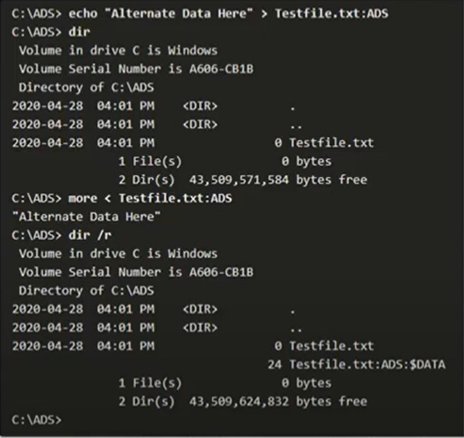 C:\ADS> echo "Alternate Data Here" > Testfile.txt:ADS
C:\ADS> dir
Volume in drive C is Windows
Volume Serial Number is A606-CB1B
Directory of C:\ADS
2020-04-28 04:01 PM <DIR> .
2020-04-28 04:01 PM <DIR> ..
2020-04-28 04:01 PM 0 Testfile.txt
1 File(s) 0 bytes
2 Dir(s) 43,509,571,584 bytes free
C:\ADS> more < Testfile.txt:ADS
"Alternate Data Here"
C:\ADS> dir /r
Volume in drive C is Windows
Volume Serial Number is A606-CB1B
Directory of C:\ADS
2020-04-28 04:01 PM <DIR> .
2020-04-28 04:01 PM <DIR> ..
2020-04-28 04:01 PM 0 Testfile.txt
24 Testfile.txt:ADS:$DATA
1 File(s) 0 bytes
2 Dir(s) 43,509,624,832 bytes free
C:\ADS>